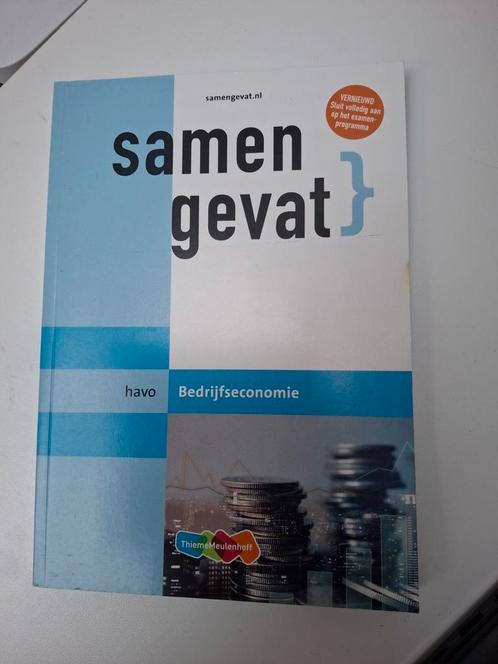 samengevat.nl
VERNIEUWD
Sluit volledig aan
op het examen-
programma
samen
gevat}
havo
Bedrijfseconomie
ThiemeMeulenhoff